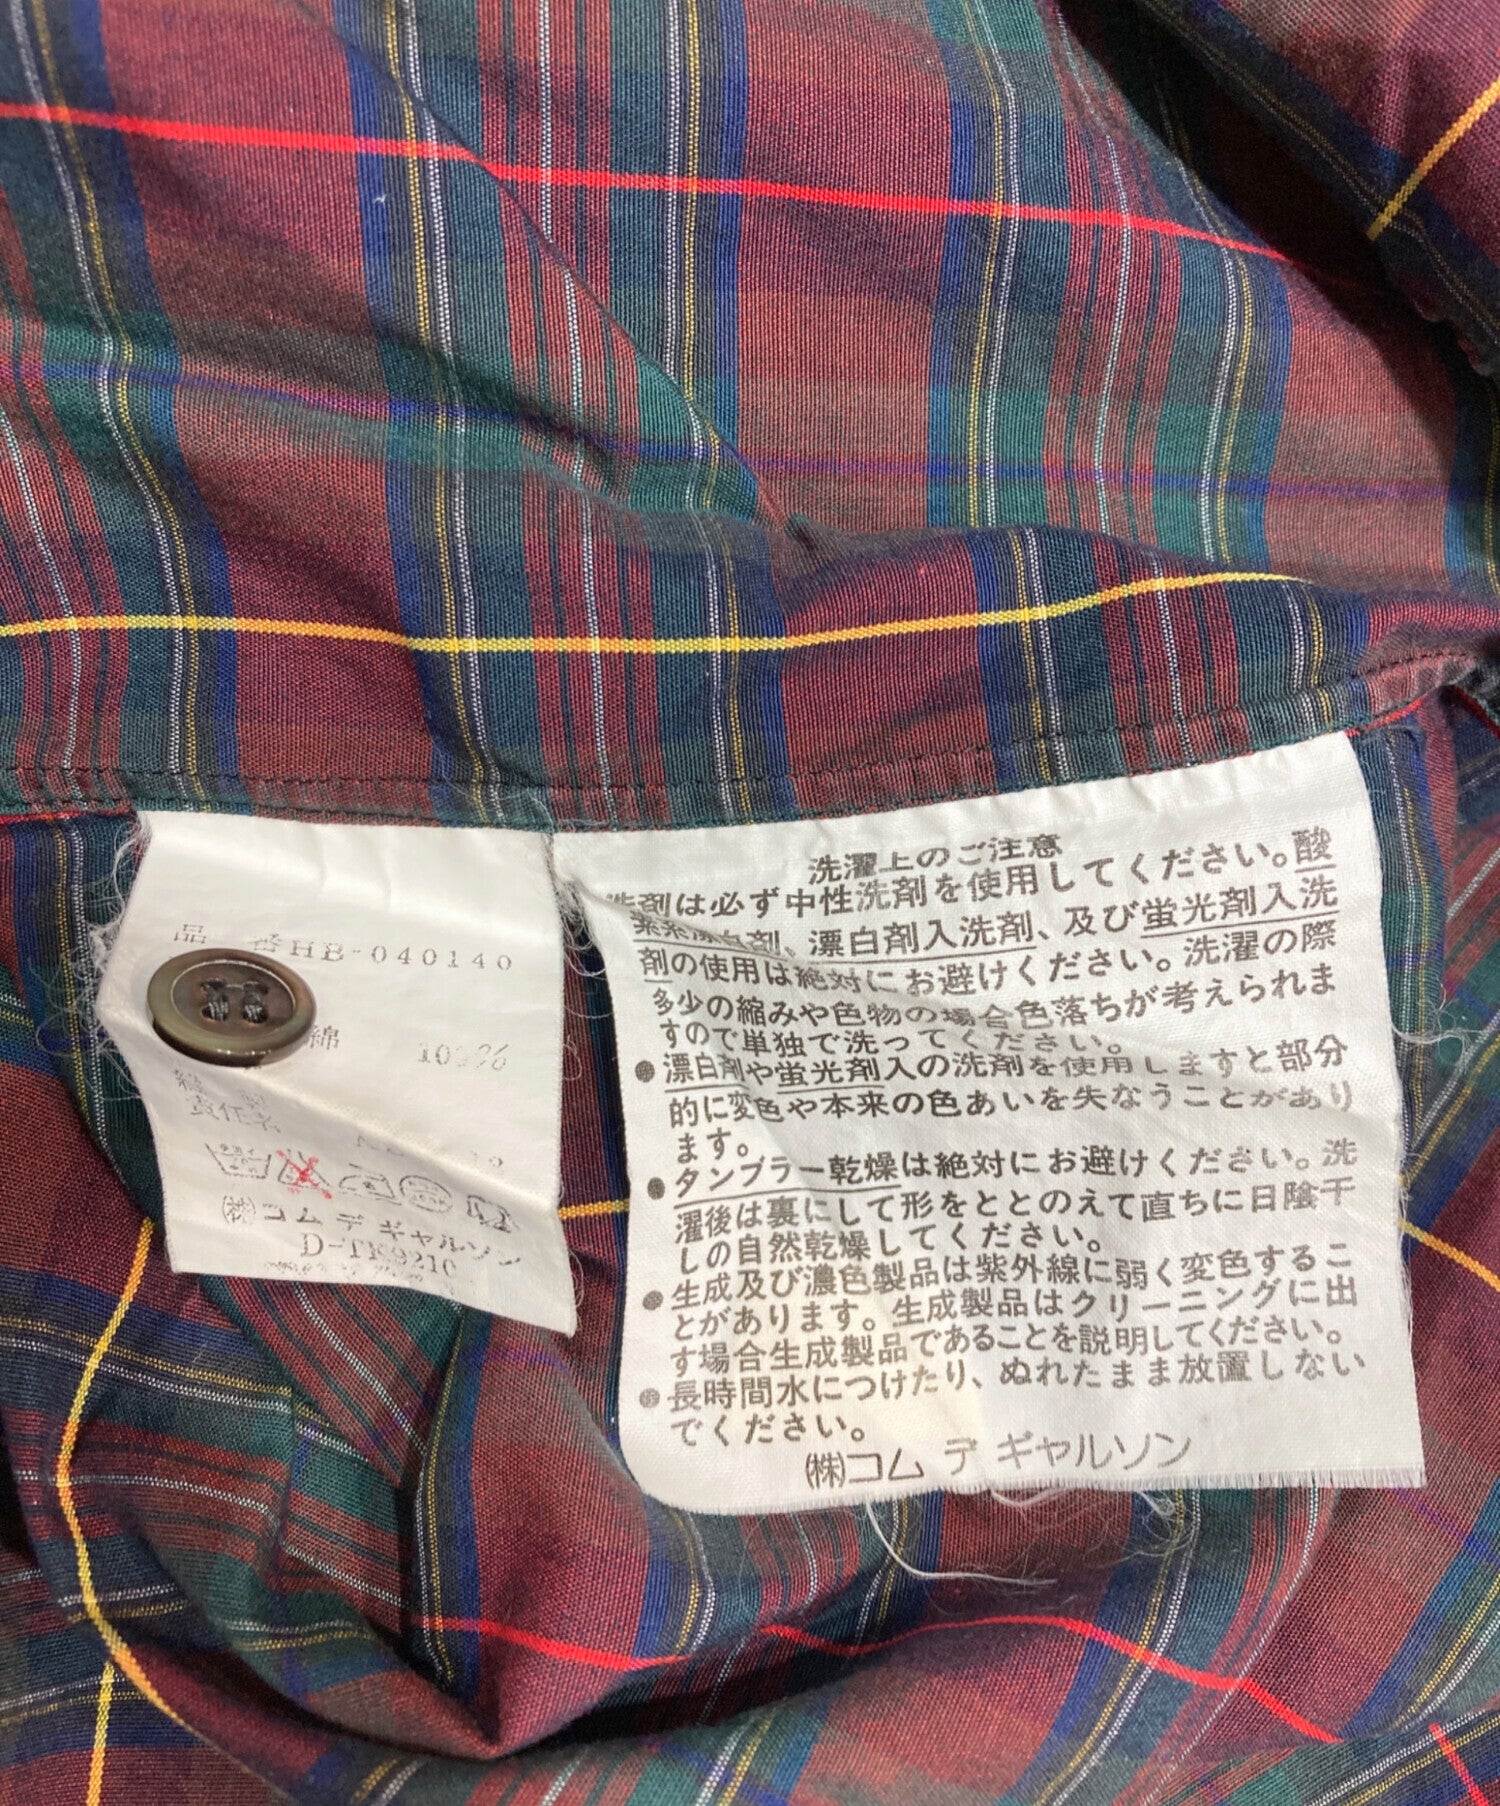 品 番HB-040140
綿 100%
責任者
㈱コム デ ギャルソン
D-TK9210
洗濯上のご注意
洗剤は必ず中性洗剤を使用してください。酸
素系漂白剤。漂白剤入洗剤、及び蛍光剤入洗
剤の使用は絶対にお避けください。洗濯の際
多少の縮みや色物の場合色落ちが考えられま
すので単独で洗ってください。
●漂白剤や蛍光剤入の洗剤を使用しますと部分
的に変色や本来の色あいを失なうことがあり
ます。
●タンブラー乾燥は絶対にお避けください。洗
濯後は裏にして形をととのえて直ちに日陰干
しの自然乾燥してください。
●生成及び濃色製品は紫外線に弱く変色するこ
とがあります。生成製品はクリーニングに出
す場合生成製品であることを説明してください。
●長時間水につけたり、ぬれたまま放置しない
でください。
㈱コム デ ギャルソン